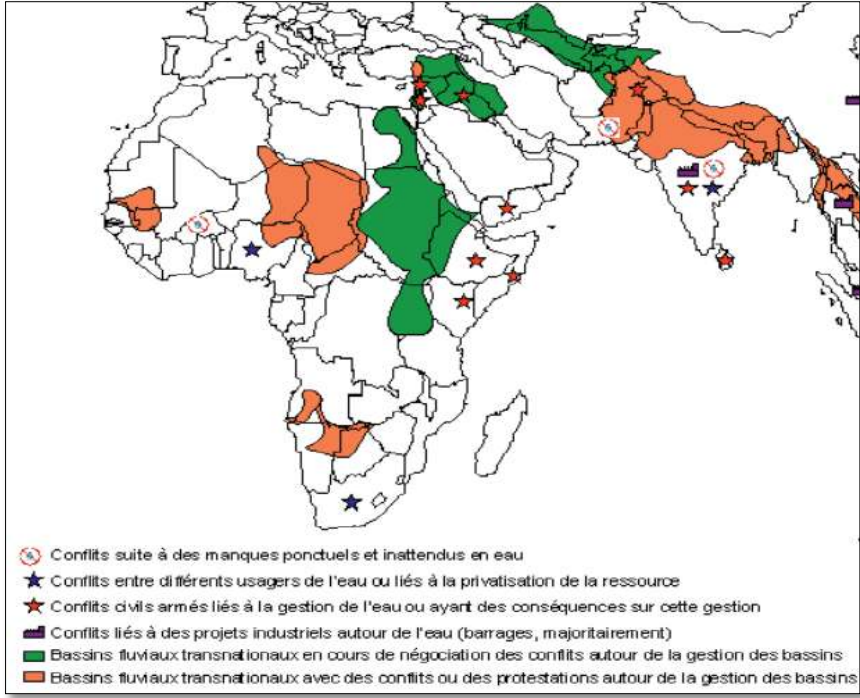 Conflits suite à des manques ponctuels et inattendus en eau
Conflits entre différents usagers de l'eau ou liés à la privatisation de la ressource
Conflits civils armés liés à la gestion de l'eau ou ayant des conséquences sur cette gestion
Conflits liés à des projets industriels autour de l'eau (barrages, majoritairement)
Bassins fluviaux transnationaux en cours de négociation des conflits autour de la gestion des bassins
Bassins fluviaux transnationaux avec des conflits ou des protestations autour de la gestion des bassins